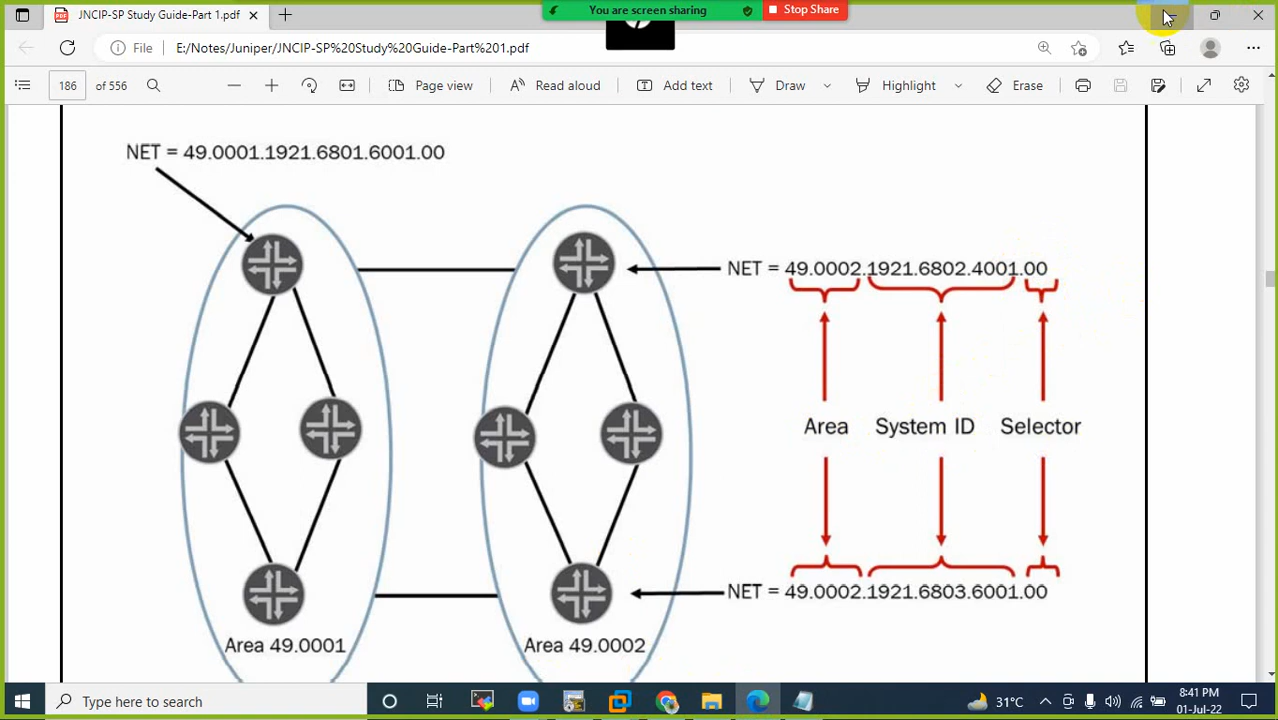 JNCIP-SP Study Guide-Part 1.pdf
You are screen sharing
Stop Share
File
E:/Notes/Juniper/JNCIP-SP%20Study%20Guide-Part%201.pdf
186 of 556
Page view
Read aloud
Add text
Draw
Highlight
Erase
NET = 49.0001.1921.6801.6001.00
NET = 49.0002.1921.6802.4001.00
Area System ID Selector
NET = 49.0002.1921.6803.6001.00
Area 49.0001
Area 49.0002
Type here to search
31°C
8:41 PM
01-Jul-22